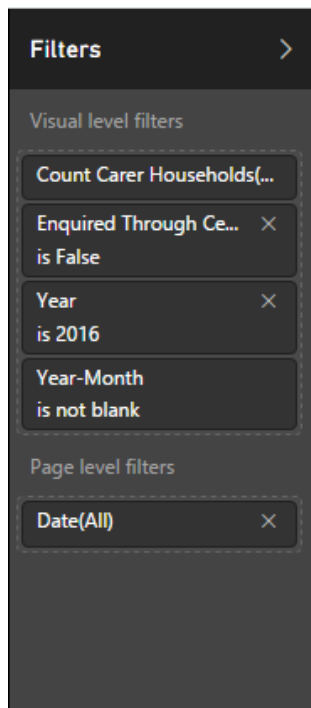 Filters
Visual level filters
Count Carer Households(...
Enquired Through Ce...
is False
Year
is 2016
Year-Month
is not blank
Page level filters
Date(All)